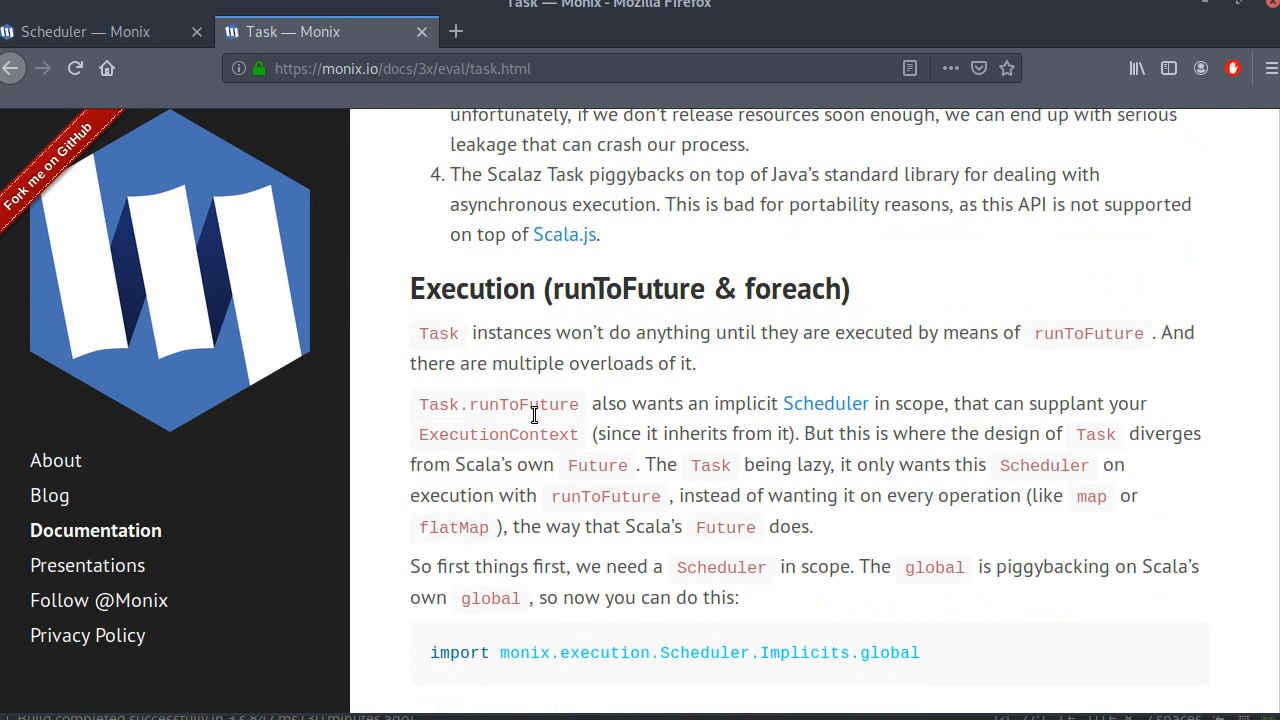 Task — Monix - Mozilla Firefox
Scheduler — Monix
Task — Monix
https://monix.io/docs/3x/eval/task.html
Fork me on GitHub
About
Blog
Documentation
Presentations
Follow @Monix
Privacy Policy
unfortunately, if we don’t release resources soon enough, we can end up with serious
leakage that can crash our process.
4. The Scalaz Task piggybacks on top of Java’s standard library for dealing with
asynchronous execution. This is bad for portability reasons, as this API is not supported
on top of Scala.js.
Execution (runToFuture & foreach)
Task instances won’t do anything until they are executed by means of runToFuture . And
there are multiple overloads of it.
Task.runToFuture also wants an implicit Scheduler in scope, that can supplant your
ExecutionContext (since it inherits from it). But this is where the design of Task diverges
from Scala’s own Future . The Task being lazy, it only wants this Scheduler on
execution with runToFuture , instead of wanting it on every operation (like map or
flatMap ), the way that Scala’s Future does.
So first things first, we need a Scheduler in scope. The global is piggybacking on Scala’s
own global , so now you can do this:
import monix.execution.Scheduler.Implicits.global
Build completed successfully in 3 s 847 ms (30 minutes ago)